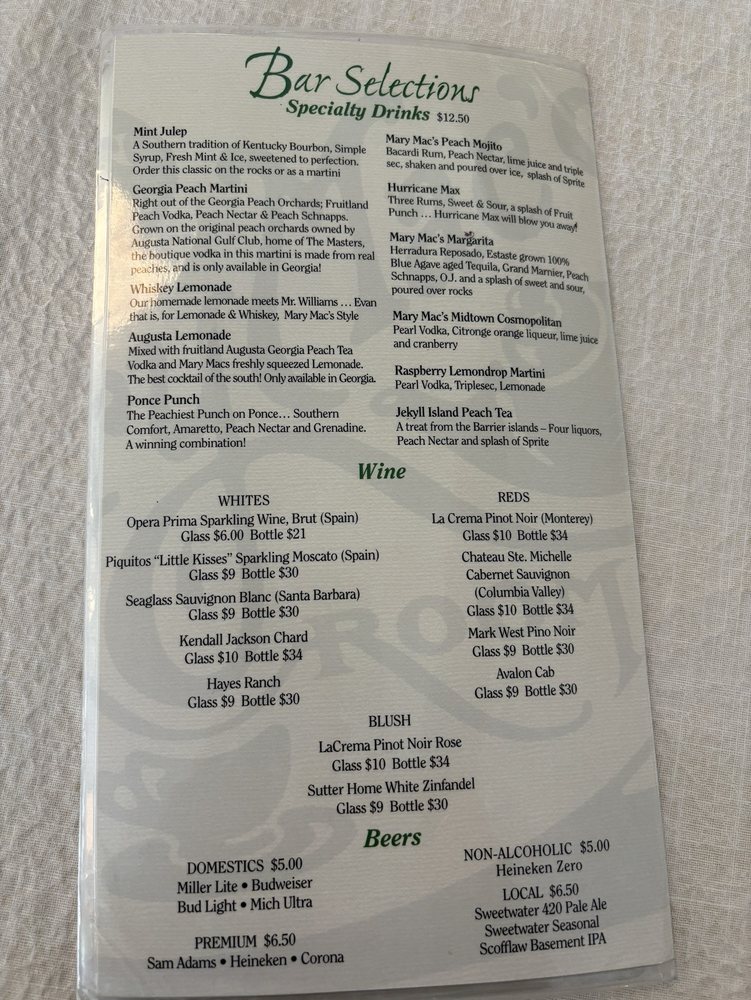 Bar Selections
Specialty Drinks $12.50
Mint Julep
A Southern tradition of Kentucky Bourbon, Simple
Syrup, Fresh Mint & Ice, sweetened to perfection.
Order this classic on the rocks or as a martini
Georgia Peach Martini
Right out of the Georgia Peach Orchards; Fruitland
Peach Vodka, Peach Nectar & Peach Schnapps.
Grown on the original peach orchards owned by
Augusta National Gulf Club, home of The Masters,
the boutique vodka in this martini is made from real
peaches, and is only available in Georgia!
Whiskey Lemonade
Our homemade lemonade meets Mr. Williams … Evan
that is, for Lemonade & Whiskey, Mary Mac's Style
Augusta Lemonade
Mixed with fruitland Augusta Georgia Peach Tea
Vodka and Mary Macs freshly squeezed Lemonade.
The best cocktail of the south! Only available in Georgia.
Ponce Punch
The Peachiest Punch on Ponce… Southern
Comfort, Amaretto, Peach Nectar and Grenadine.
A winning combination!
Mary Mac's Peach Mojito
Bacardi Rum, Peach Nectar, lime juice and triple
sec, shaken and poured over ice, splash of Sprite
Hurricane Max
Three Rums, Sweet & Sour, a splash of Fruit
Punch … Hurricane Max will blow you away!
Mary Mac's Margarita
Herradura Reposado, Estaste grown 100%
Blue Agave aged Tequila, Grand Marnier, Peach
Schnapps, O.J. and a splash of sweet and sour,
poured over rocks
Mary Mac's Midtown Cosmopolitan
Pearl Vodka, Citronge orange liqueur, lime juice
and cranberry
Raspberry Lemondrop Martini
Pearl Vodka, Triplesec, Lemonade
Jekyll Island Peach Tea
A treat from the Barrier islands – Four liquors,
Peach Nectar and splash of Sprite
Wine
WHITES
Opera Prima Sparkling Wine, Brut (Spain)
Glass $6.00 Bottle $21
Piquitos "Little Kisses" Sparkling Moscato (Spain)
Glass $9 Bottle $30
Seaglass Sauvignon Blanc (Santa Barbara)
Glass $9 Bottle $30
Kendall Jackson Chard
Glass $10 Bottle $34
Hayes Ranch
Glass $9 Bottle $30
REDS
La Crema Pinot Noir (Monterey)
Glass $10 Bottle $34
Chateau Ste. Michelle
Cabernet Sauvignon
(Columbia Valley)
Glass $10 Bottle $34
Mark West Pino Noir
Glass $9 Bottle $30
Avalon Cab
Glass $9 Bottle $30
BLUSH
LaCrema Pinot Noir Rose
Glass $10 Bottle $34
Sutter Home White Zinfandel
Glass $9 Bottle $30
Beers
DOMESTICS $5.00
Miller Lite • Budweiser
Bud Light • Mich Ultra
PREMIUM $6.50
Sam Adams • Heineken • Corona
NON-ALCOHOLIC $5.00
Heineken Zero
LOCAL $6.50
Sweetwater 420 Pale Ale
Sweetwater Seasonal
Scofflaw Basement IPA